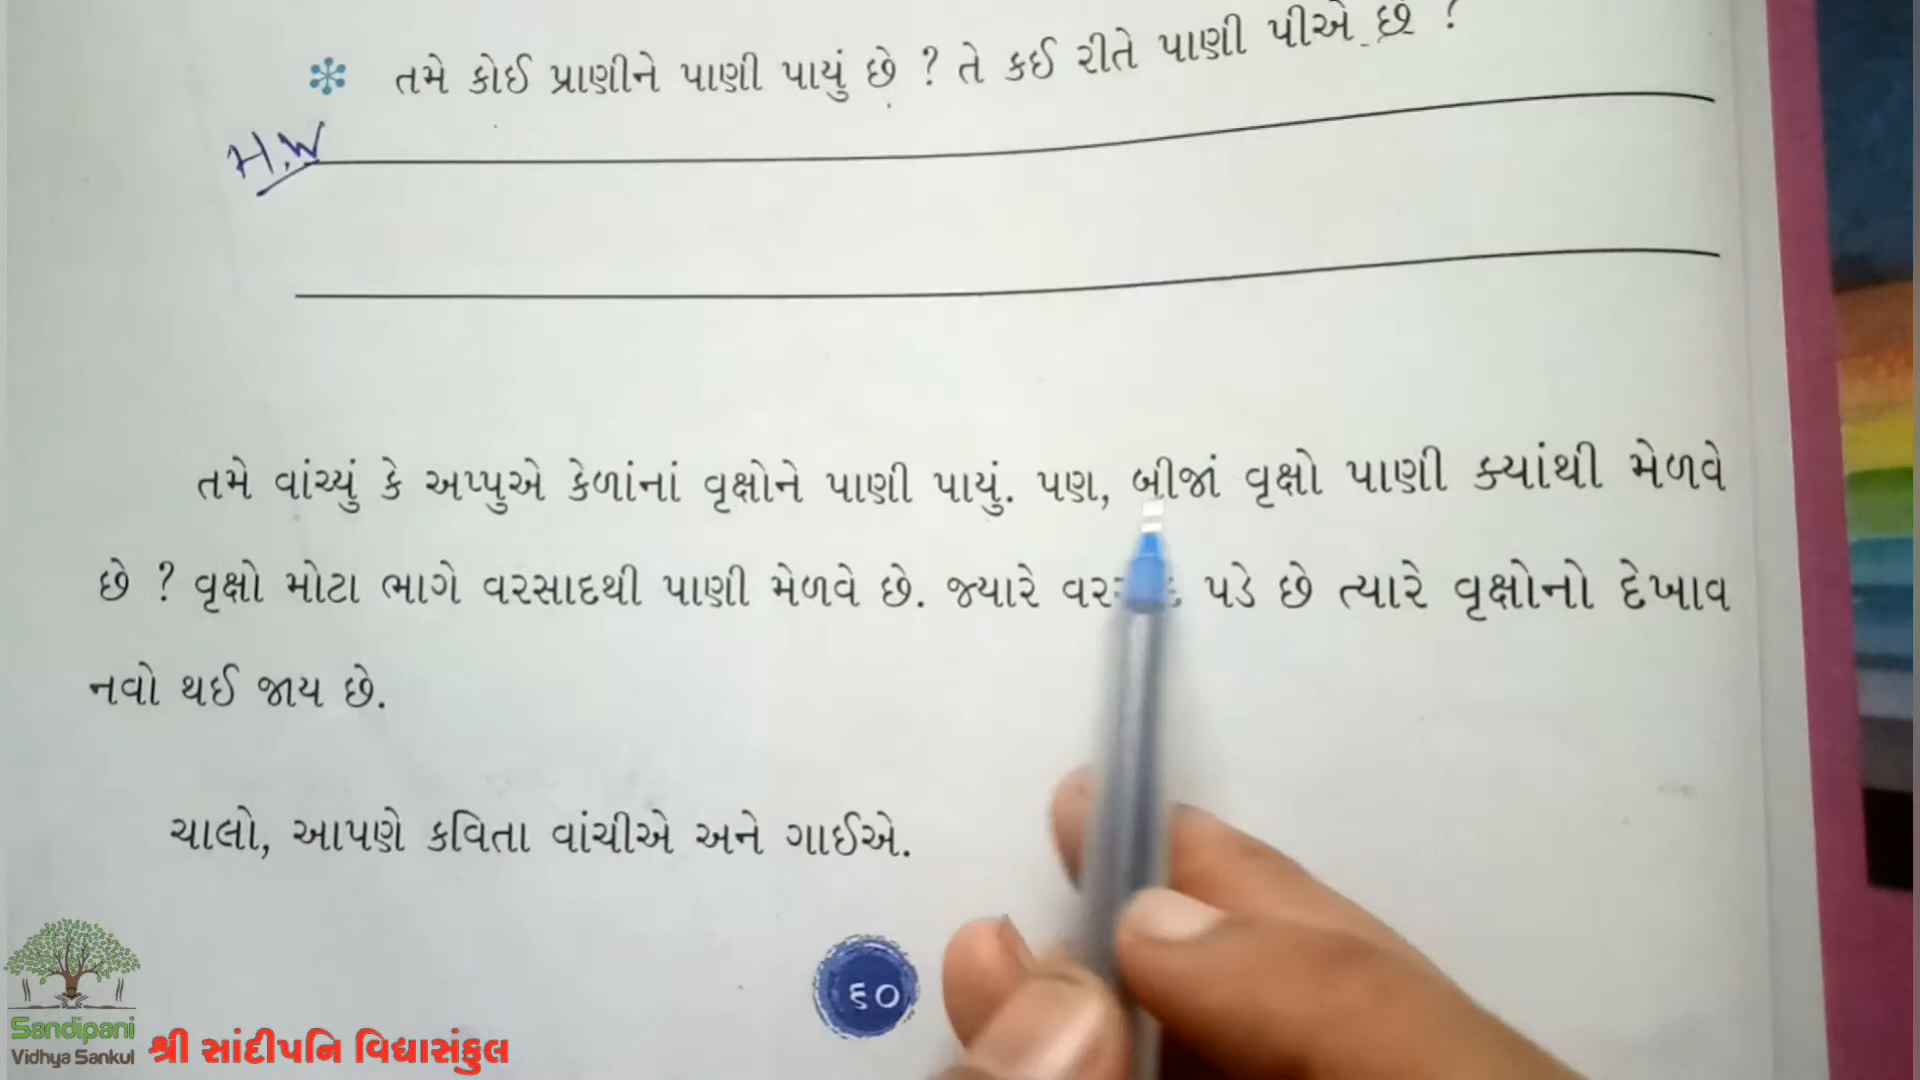 તમે કોઈ પ્રાણીને પાણી પાયું છે ? તે કઈ રીતે પાણી પીએ છે ?
H.W
તમે વાંચ્યું કે અપ્પુએ કેળાંનાં વૃક્ષોને પાણી પાયું. પણ, બીજાં વૃક્ષો પાણી ક્યાંથી મેળવે
છે ? વૃક્ષો મોટા ભાગે વરસાદથી પાણી મેળવે છે. જ્યારે પડે છે ત્યારે વૃક્ષોનો દેખાવ
નવો થઈ જાય છે.
ચાલો, આપણે કવિતા વાંચીએ અને ગાઈએ.
૬૦
Sandipani
Vidhya Sankul
શ્રી સાંદીપનિ વિદ્યાસંકુલ